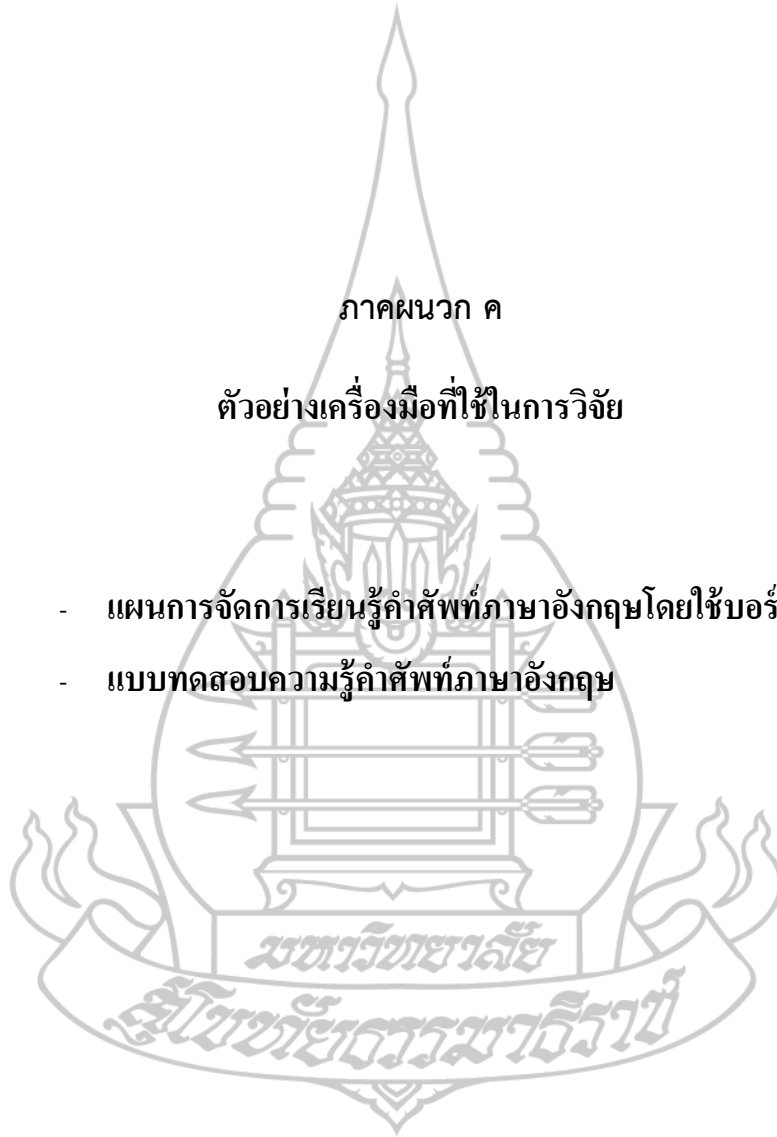 ภาคผนวก ค
ตัวอย่างเครื่องมือที่ใช้ในการวิจัย
- แผนการจัดการเรียนรู้คำศัพท์ภาษาอังกฤษโดยใช้บอร์
- แบบทดสอบความรู้คำศัพท์ภาษาอังกฤษ
มหาวิทยาลัย
สุโขทัยธรรมาธิราช